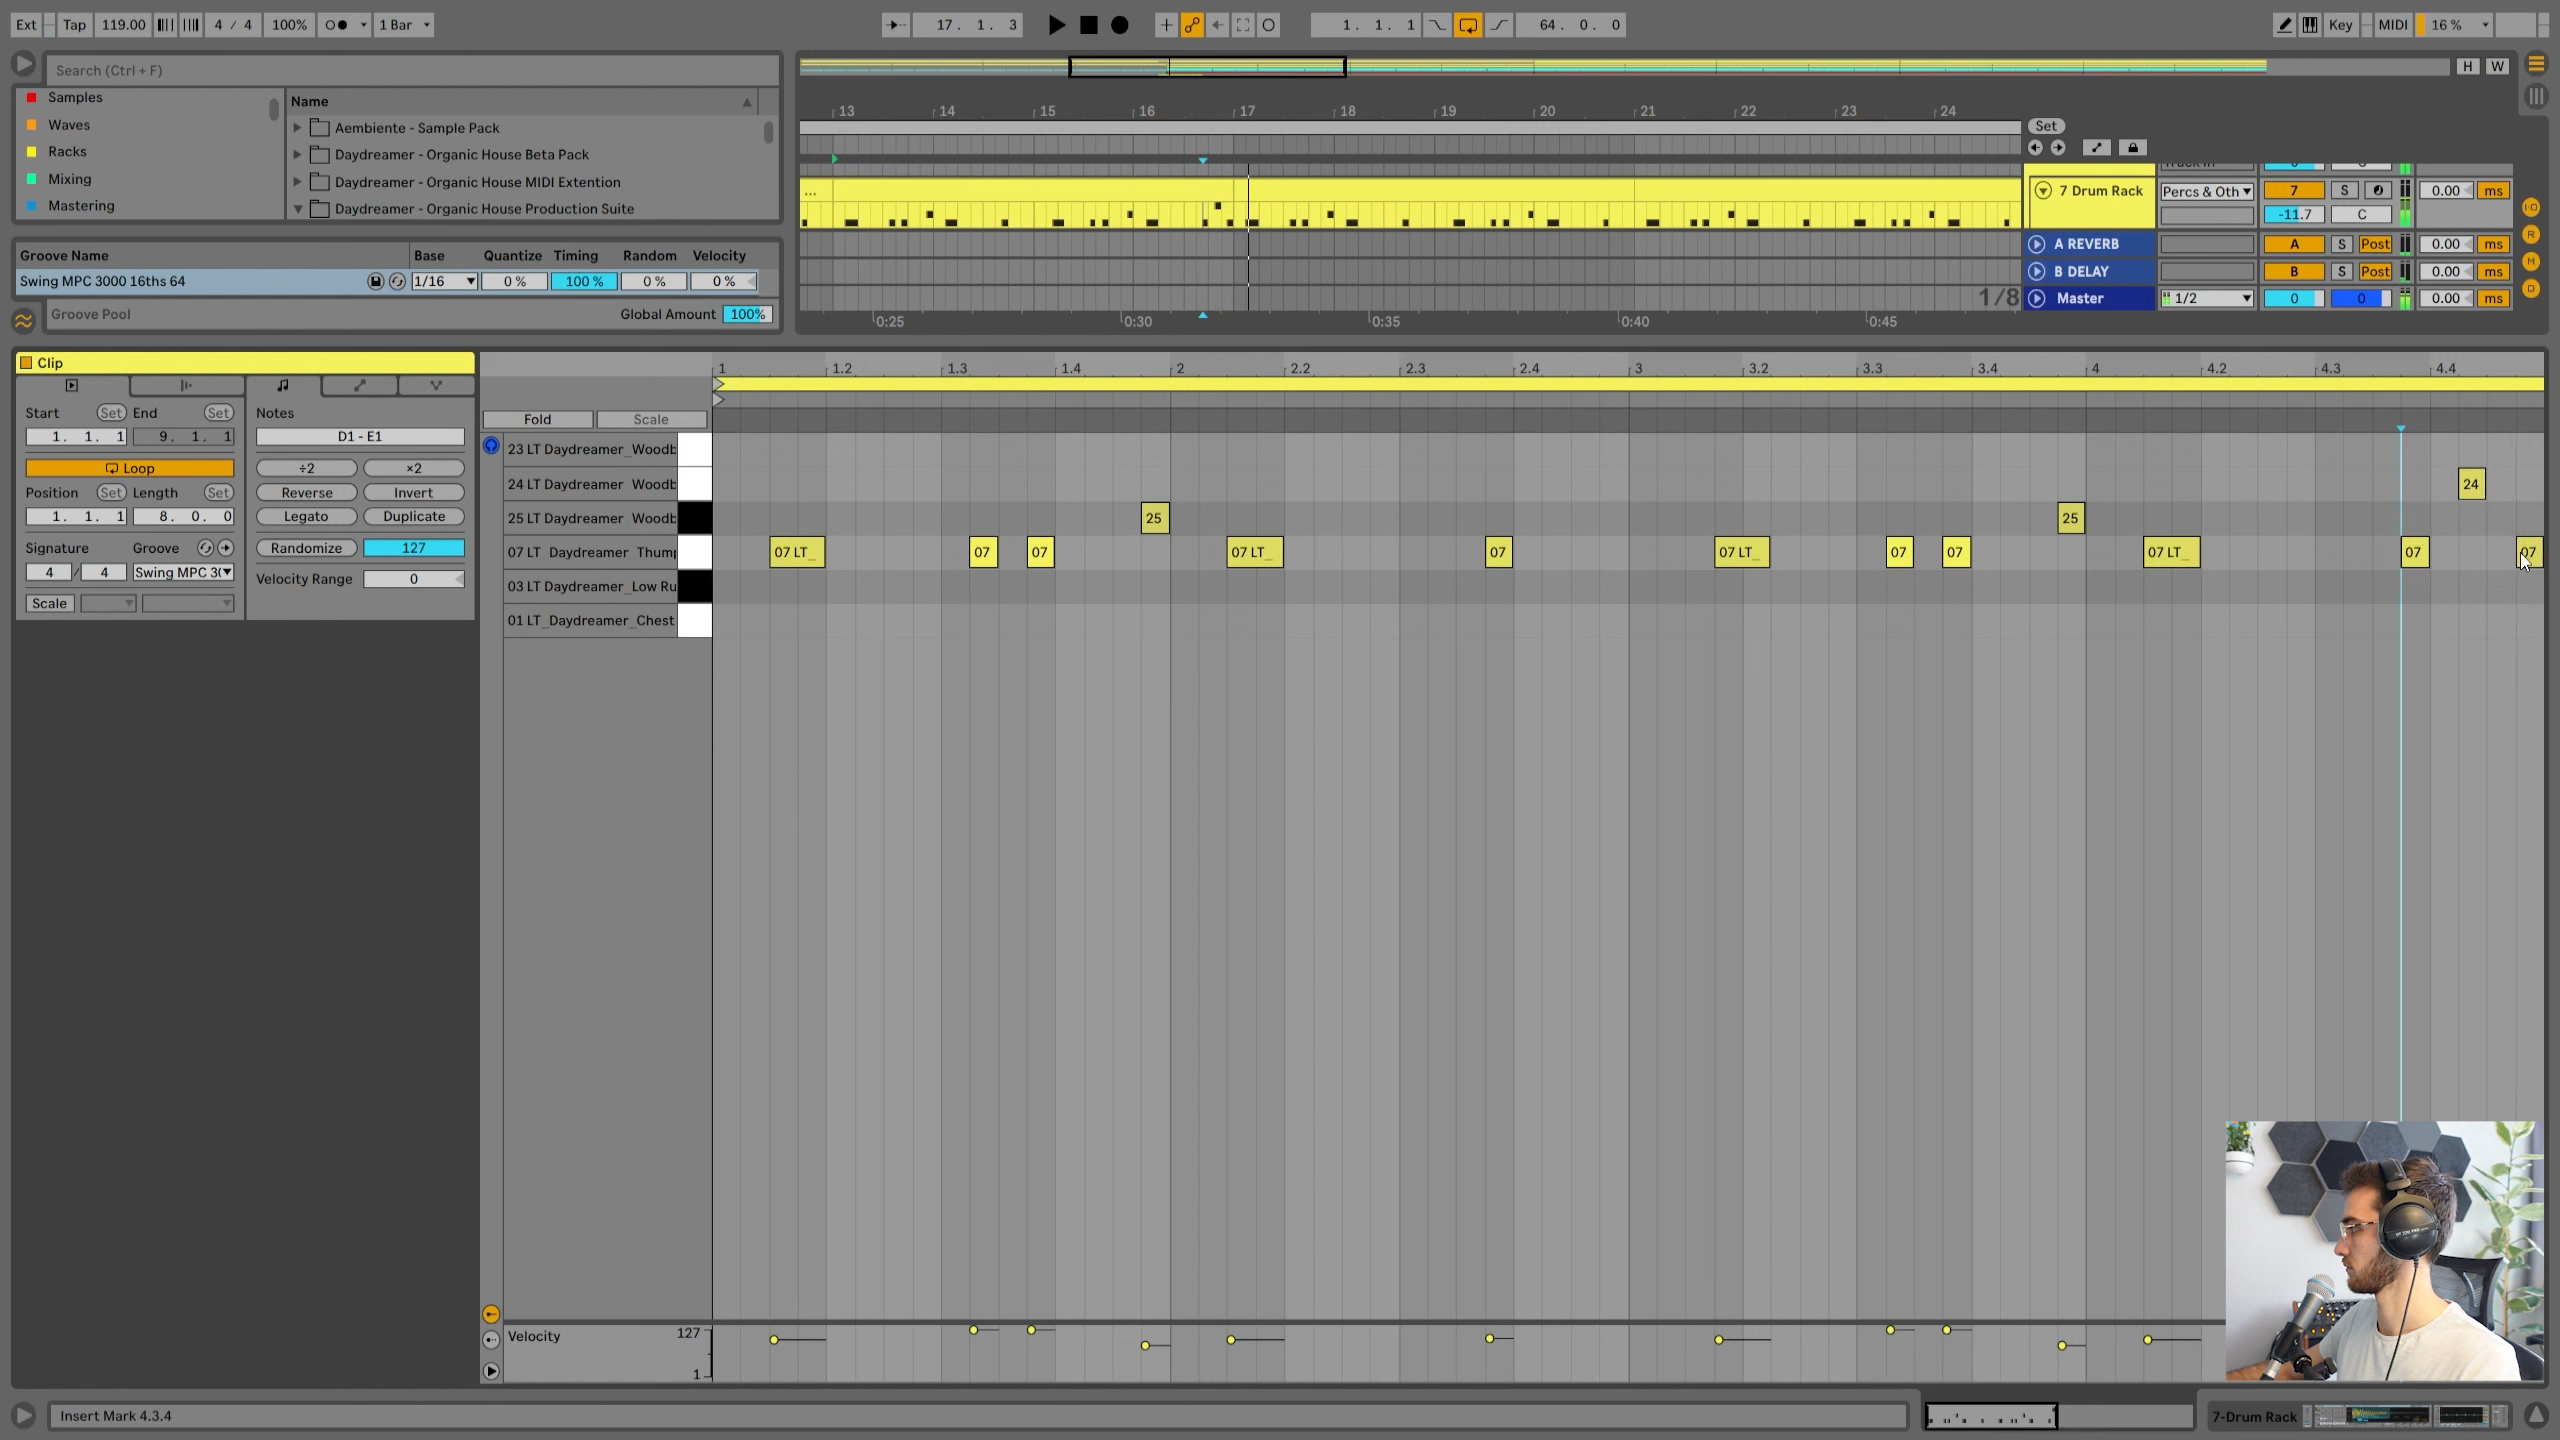 Ext Tap 119.00 4 / 4 100% 1 Bar 17. 1. 3 1. 1. 1 64. 0. 0 Key MIDI 16 %
Search (Ctrl + F)
H W
Samples
Waves
Racks
Mixing
Mastering
Name
Aembiente - Sample Pack
Daydreamer - Organic House Beta Pack
Daydreamer - Organic House MIDI Extention
Daydreamer - Organic House Production Suite
13 14 15 16 17 18 19 20 21 22 23 24
Set
...
7 Drum Rack Percs & Oth 7 S 0.00 ms
-11.7 C
A REVERB A S Post 0.00 ms
B DELAY B S Post 0.00 ms
1/8 Master 1/2 0 0 0.00 ms
0:25 0:30 0:35 0:40 0:45
Groove Name Base Quantize Timing Random Velocity
Swing MPC 3000 16ths 64 1/16 0 % 100 % 0 % 0 %
Groove Pool Global Amount 100%
Clip
Start Set End Set
1. 1. 1 9. 1. 1
Loop
Position Set Length Set
1. 1. 1 8. 0. 0
Signature Groove
4 / 4 Swing MPC 3(
Scale
Notes
D1 - E1
÷2 ×2
Reverse Invert
Legato Duplicate
Randomize 127
Velocity Range 0
1 1.2 1.3 1.4 2 2.2 2.3 2.4 3 3.2 3.3 3.4 4 4.2 4.3 4.4
Fold Scale
23 LT Daydreamer_Woodb
24 LT Daydreamer Woodb 24
25 LT Daydreamer Woodb 25 25
07 LT Daydreamer Thum 07 LT_ 07 07 07 LT_ 07 07 LT_ 07 07 07 LT_ 07 07
03 LT Daydreamer_Low Ru
01 LT_Daydreamer_Chest
Velocity 127
1
Insert Mark 4.3.4
7-Drum Rack